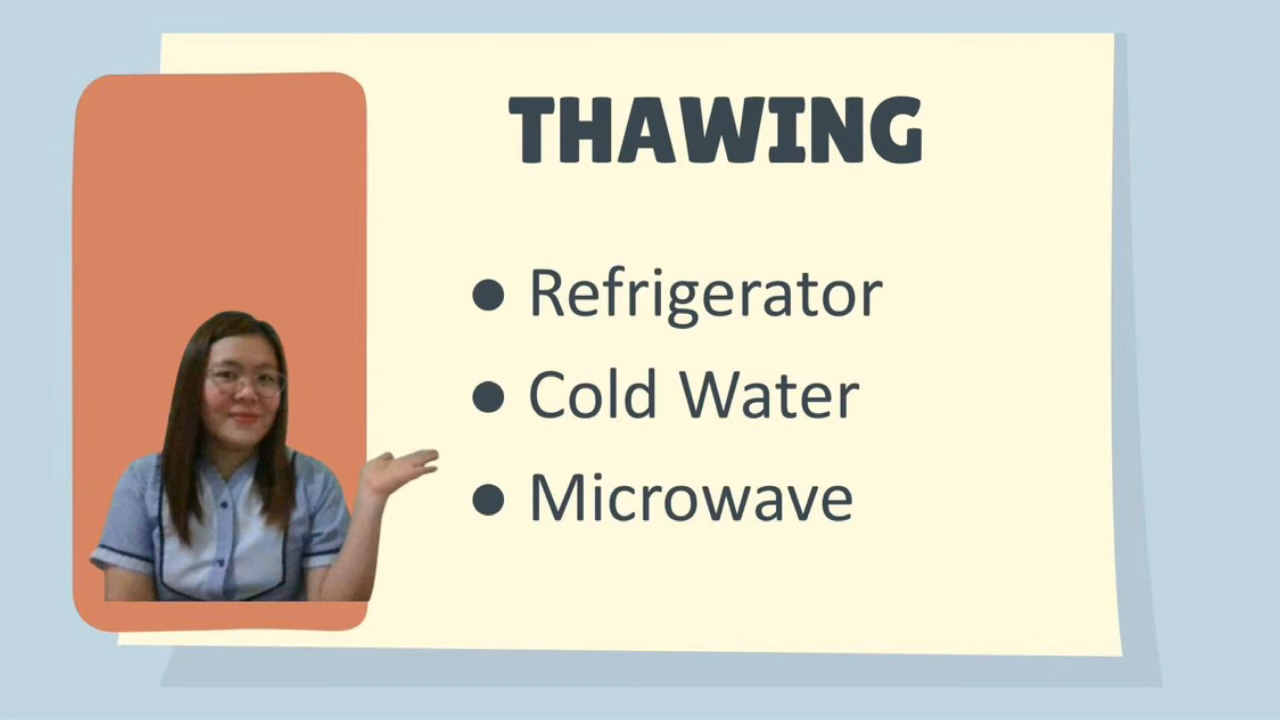 THAWING
● Refrigerator
● Cold Water
● Microwave